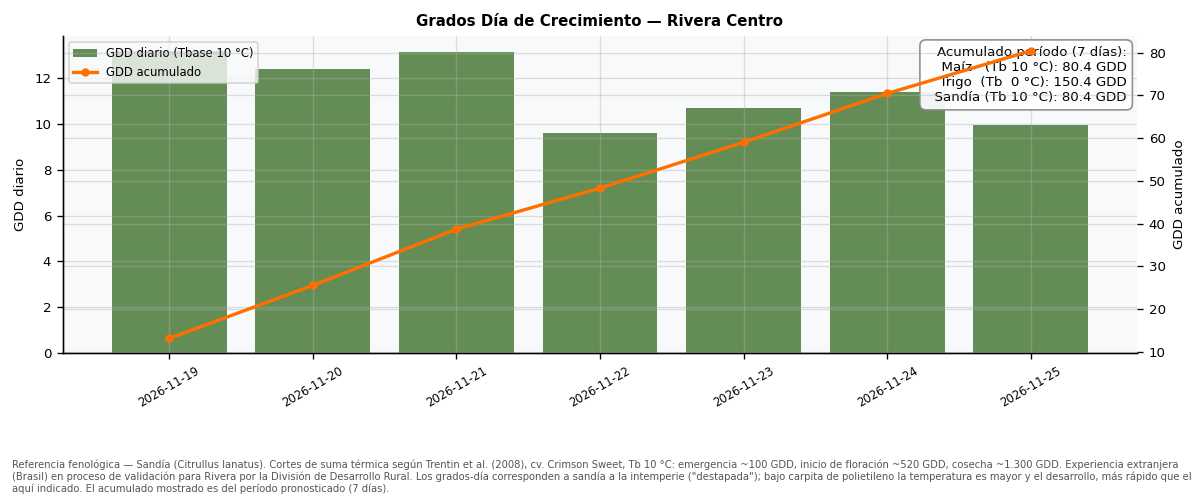 Grados Día de Crecimiento — Rivera Centro
GDD diario (Tbase 10 °C)
GDD acumulado
Acumulado período (7 días):
Maíz (Tb 10 °C): 80.4 GDD
Trigo (Tb 0 °C): 150.4 GDD
Sandía (Tb 10 °C): 80.4 GDD
GDD diario
12
10
8
6
4
2
0
80
70
60
50
40
30
20
10
GDD acumulado
2026-11-19
2026-11-20
2026-11-21
2026-11-22
2026-11-23
2026-11-24
2026-11-25
Referencia fenológica — Sandía (Citrullus lanatus). Cortes de suma térmica según Trentin et al. (2008), cv. Crimson Sweet, Tb 10 °C: emergencia ~100 GDD, inicio de floración ~520 GDD, cosecha ~1.300 GDD. Experiencia extranjera
(Brasil) en proceso de validación para Rivera por la División de Desarrollo Rural. Los grados-día corresponden a sandía a la intemperie ("destapada"); bajo carpita de polietileno la temperatura es mayor y el desarrollo, más rápido que el
aquí indicado. El acumulado mostrado es del período pronosticado (7 días).